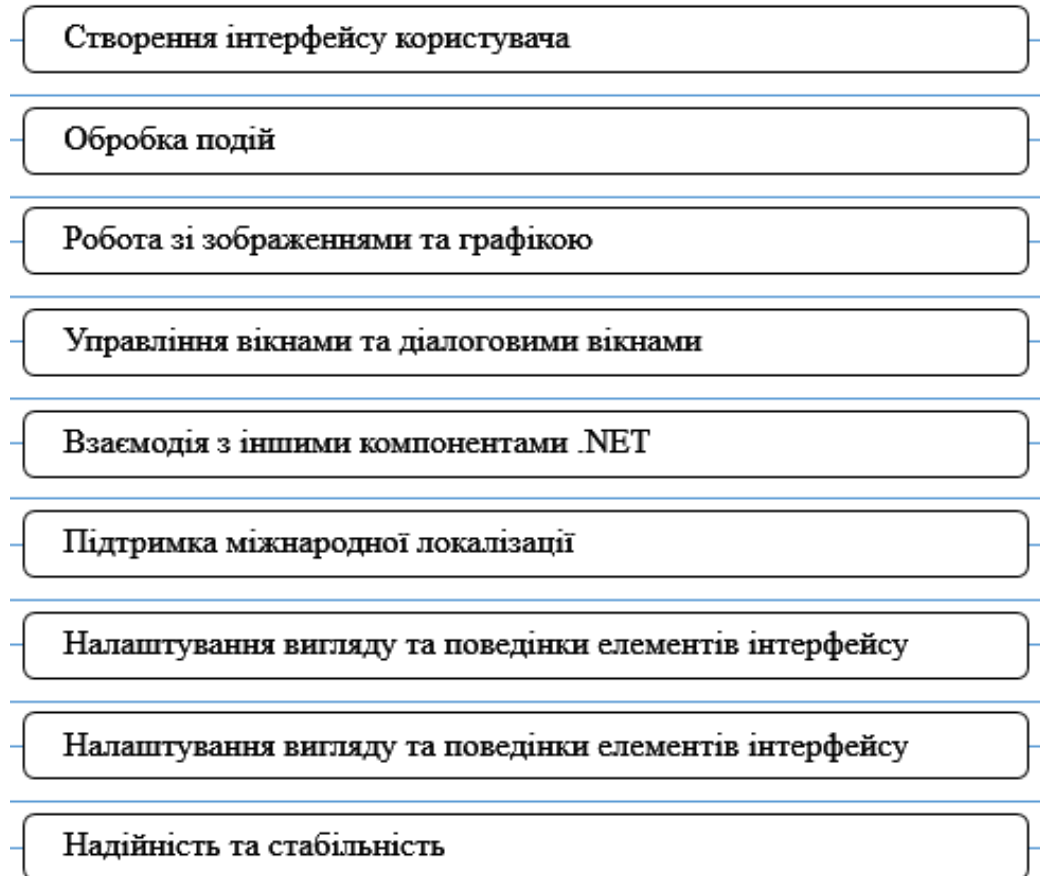 Створення інтерфейсу користувача
Обробка подій
Робота зі зображеннями та графікою
Управління вікнами та діалоговими вікнами
Взаємодія з іншими компонентами .NET
Підтримка міжнародної локалізації
Налаштування вигляду та поведінки елементів інтерфейсу
Налаштування вигляду та поведінки елементів інтерфейсу
Надійність та стабільність